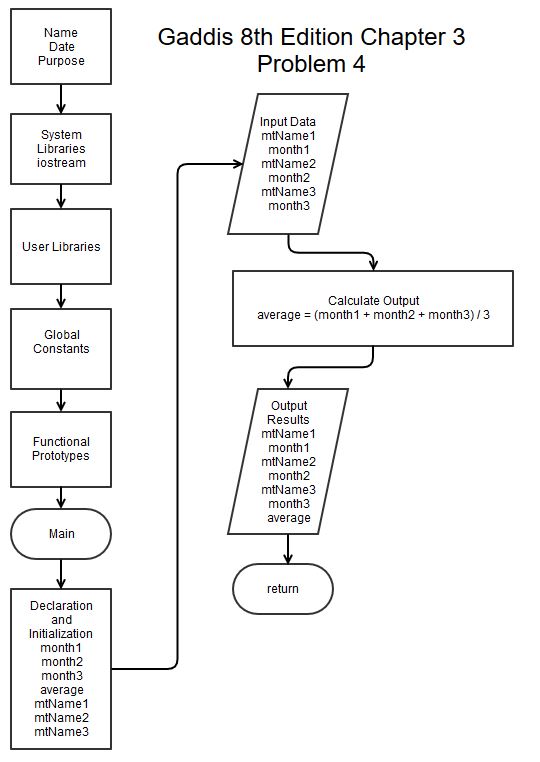 Gaddis 8th Edition Chapter 3
Problem 4
Name
Date
Purpose
System
Libraries
iostream
User Libraries
Global
Constants
Functional
Prototypes
Main
Declaration
and
Initialization
month1
month2
month3
average
mtName1
mtName2
mtName3
Input Data
mtName1
month1
mtName2
month2
mtName3
month3
Calculate Output
average = (month1 + month2 + month3) / 3
Output
Results
mtName1
month1
mtName2
month2
mtName3
month3
average
return